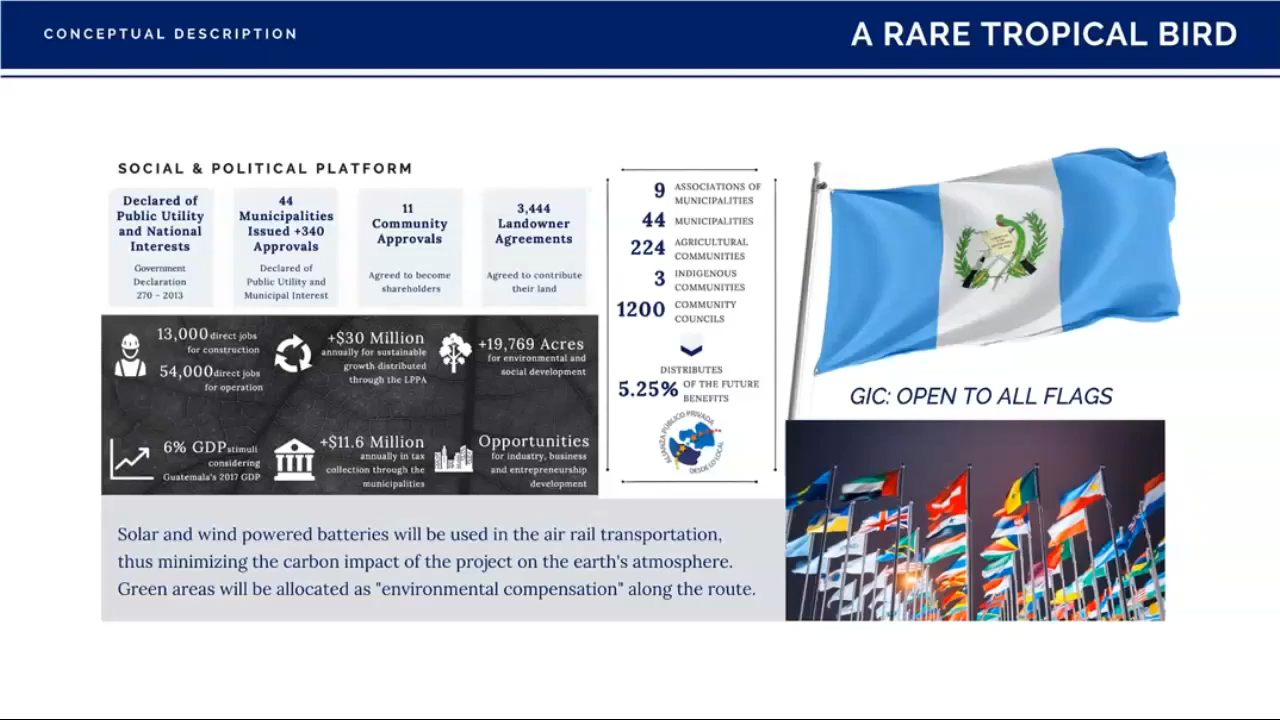 CONCEPTUAL DESCRIPTION
A RARE TROPICAL BIRD
SOCIAL & POLITICAL PLATFORM
Declared of
Public Utility
and National
Interests
Government
Declaration
270 - 2013
44
Municipalities
Issued +340
Approvals
Declared of
Public Utility and
Municipal Interest
11
Community
Approvals
Agreed to become
shareholders
3,444
Landowner
Agreements
Agreed to contribute
their land
13,000 direct jobs
for construction
54,000 direct jobs
for operation
+$30 Million
annually for sustainable
growth distributed
through the LPPA
+19,769 Acres
for environmental and
social development
6% GDP stimuli
considering
Guatemala's 2017 GDP
+$11.6 Million
annually in tax
collection through the
municipalities
Opportunities
for industry, business
and entrepreneurship
development
9 ASSOCIATIONS OF
MUNICIPALITIES
44 MUNICIPALITIES
224 AGRICULTURAL
COMMUNITIES
3 INDIGENOUS
COMMUNITIES
1200 COMMUNITY
COUNCILS
DISTRIBUTES
5.25% OF THE FUTURE
BENEFITS
ALIANZA PÚBLICO PRIVADA
DESDE LO LOCAL
GIC: OPEN TO ALL FLAGS
Solar and wind powered batteries will be used in the air rail transportation,
thus minimizing the carbon impact of the project on the earth's atmosphere.
Green areas will be allocated as "environmental compensation" along the route.